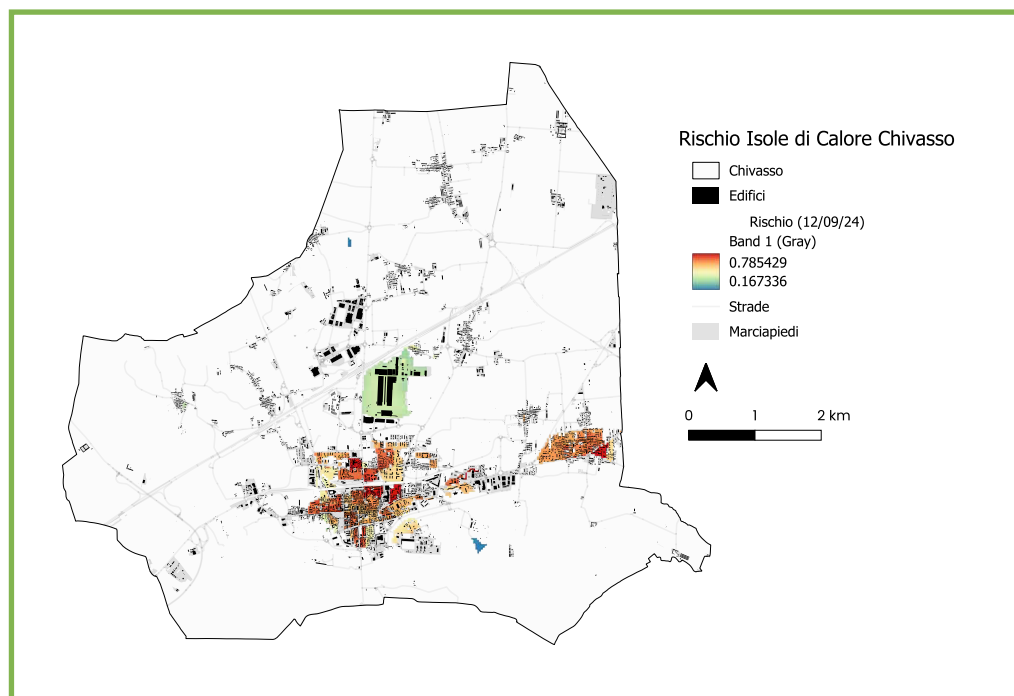 Rischio Isole di Calore Chivasso
Chivasso
Edifici
Rischio (12/09/24)
Band 1 (Gray)
0.785429
0.167336
Strade
Marciapiedi
0 1 2 km